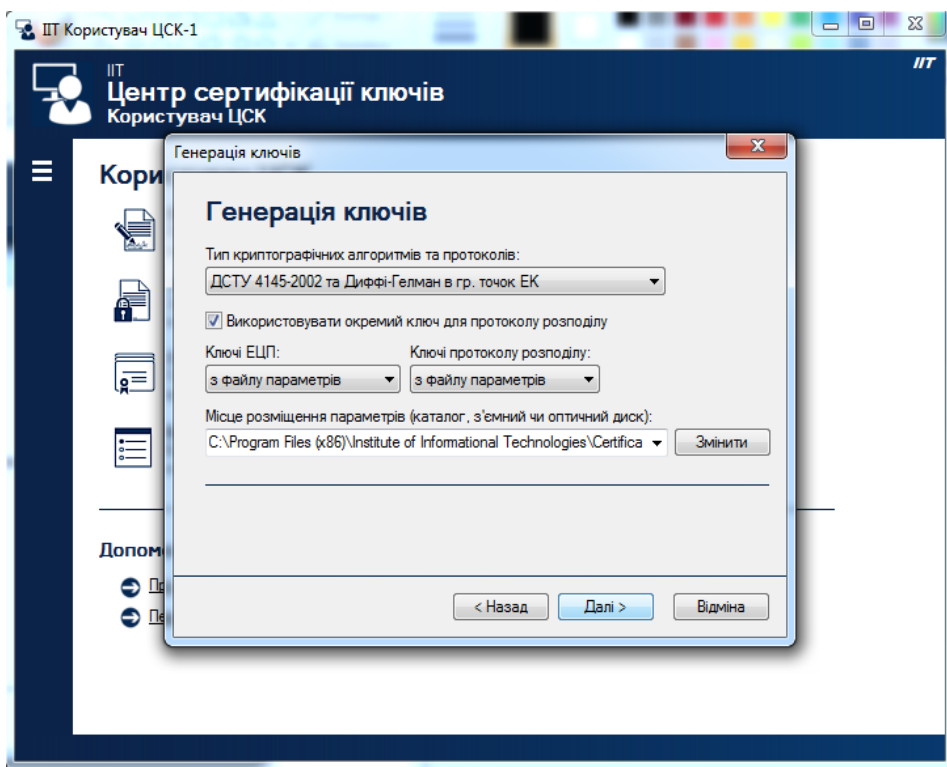 ІІТ Користувач ЦСК-1
ІІТ
ІІТ
Центр сертифікації ключів
Користувач ЦСК
Генерація ключів
Кори
Генерація ключів
Тип криптографічних алгоритмів та протоколів:
ДСТУ 4145-2002 та Диффі-Гелман в гр. точок ЕК
Використовувати окремий ключ для протоколу розподілу
Ключі ЕЦП: Ключі протоколу розподілу:
з файлу параметрів з файлу параметрів
Місце розміщення параметрів (каталог, з'ємний чи оптичний диск):
C:\Program Files (x86)\Institute of Informational Technologies\Certifica Змінити
Допом
Пе
< Назад Далі > Відміна